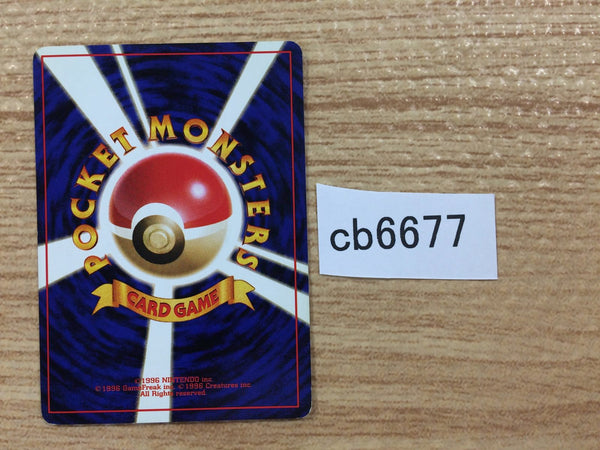 POCKET MONSTERS
CARD GAME
©1996 NINTENDO inc.
©1996 GameFreak inc. ©1996 Creatures inc.
All Rights reserved.
cb6677